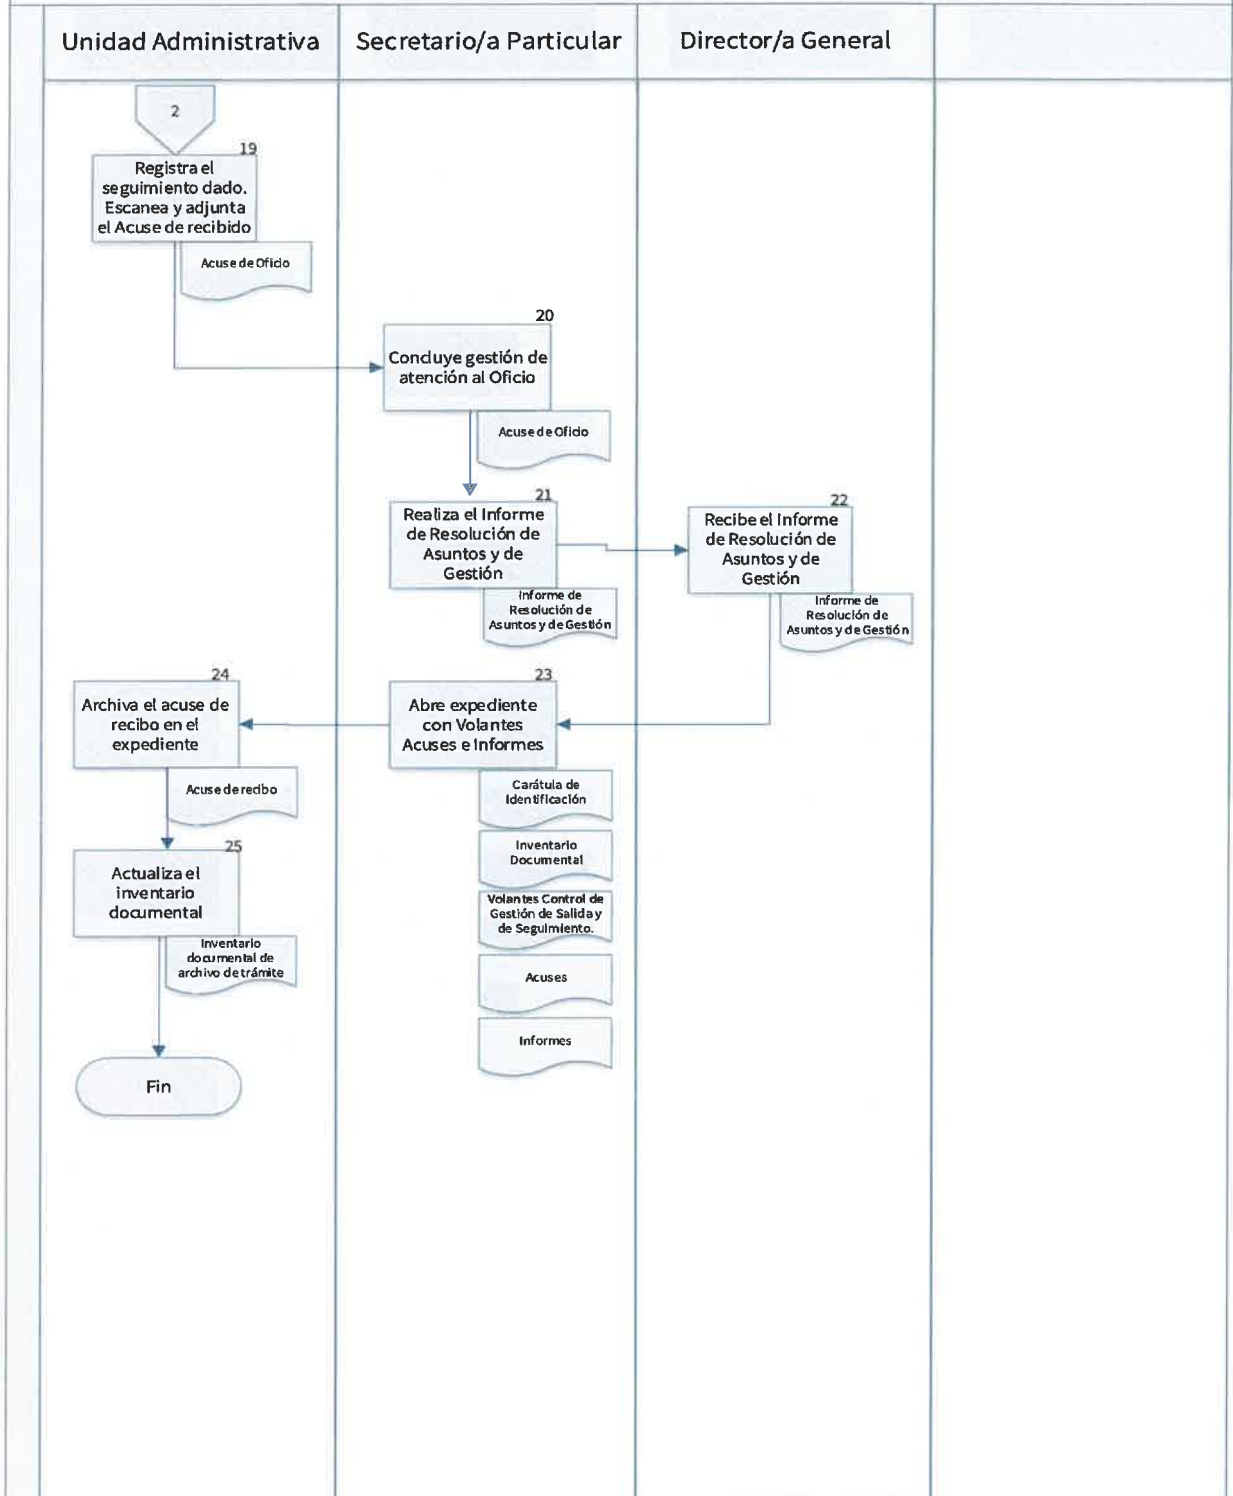 Unidad Administrativa
Secretario/a Particular
Director/a General
2
19
Registra el
seguimiento dado.
Escanea y adjunta
el Acuse de recibido
Acuse de Oficio
20
Concluye gestión de
atención al Oficio
Acuse de Oficio
21
Realiza el Informe
de Resolución de
Asuntos y de
Gestión
Informe de
Resolución de
Asuntos y de Gestión
22
Recibe el Informe
de Resolución de
Asuntos y de
Gestión
Informe de
Resolución de
Asuntos y de Gestión
23
Abre expediente
con Volantes
Acuses e Informes
Carátula de
Identificación
Inventario
Documental
Volantes Control de
Gestión de Salida y
de Seguimiento.
Acuses
Informes
24
Archiva el acuse de
recibo en el
expediente
Acuse de recibo
25
Actualiza el
inventario
documental
Inventario
documental de
archivo de trámite
Fin